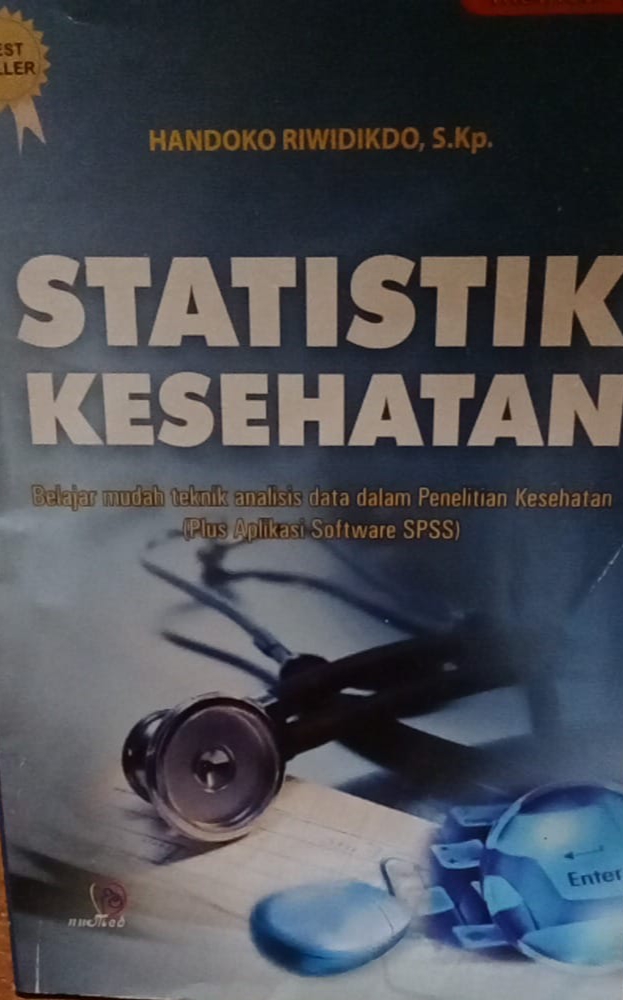 EST
LLER
HANDOKO RIWIDIKDO, S.Kp.
STATISTIK
KESEHATAN
Belajar mudah teknik analisis data dalam Penelitian Kesehatan
(Plus Aplikasi Software SPSS)
Enter